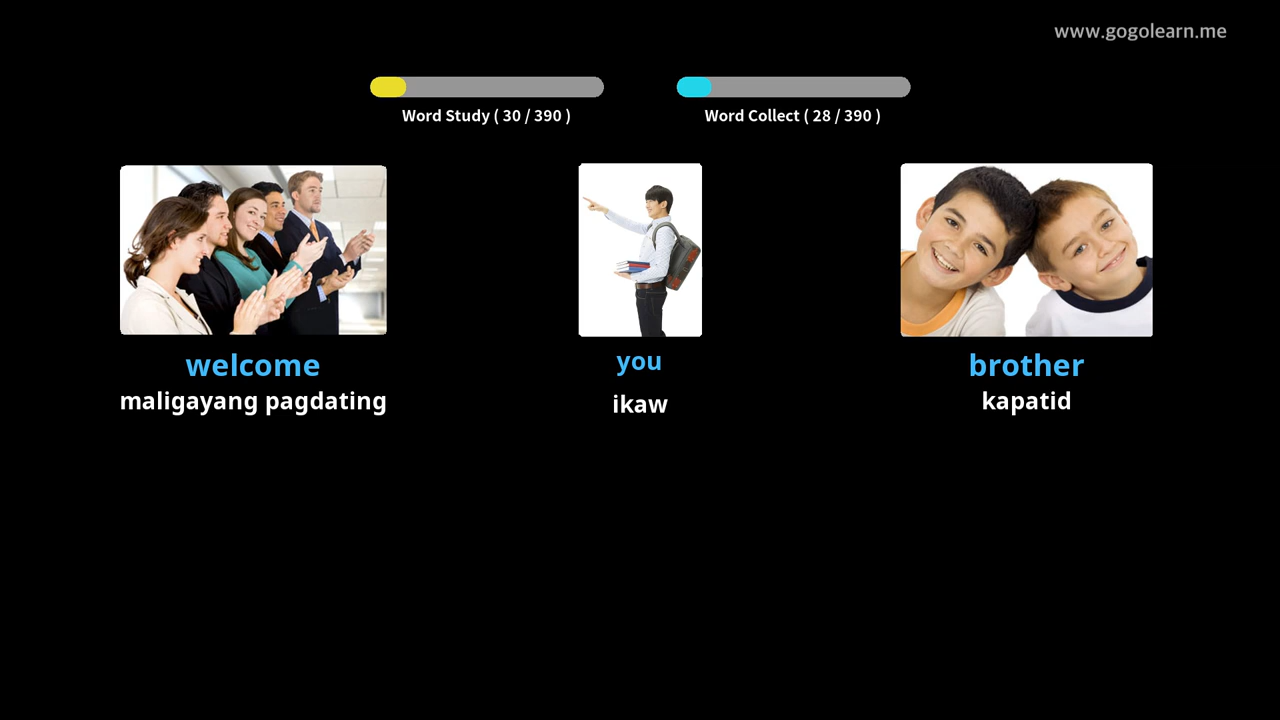 www.gogolearn.me
Word Study ( 30 / 390 )
Word Collect ( 28 / 390 )
welcome
maligayang pagdating
you
ikaw
brother
kapatid